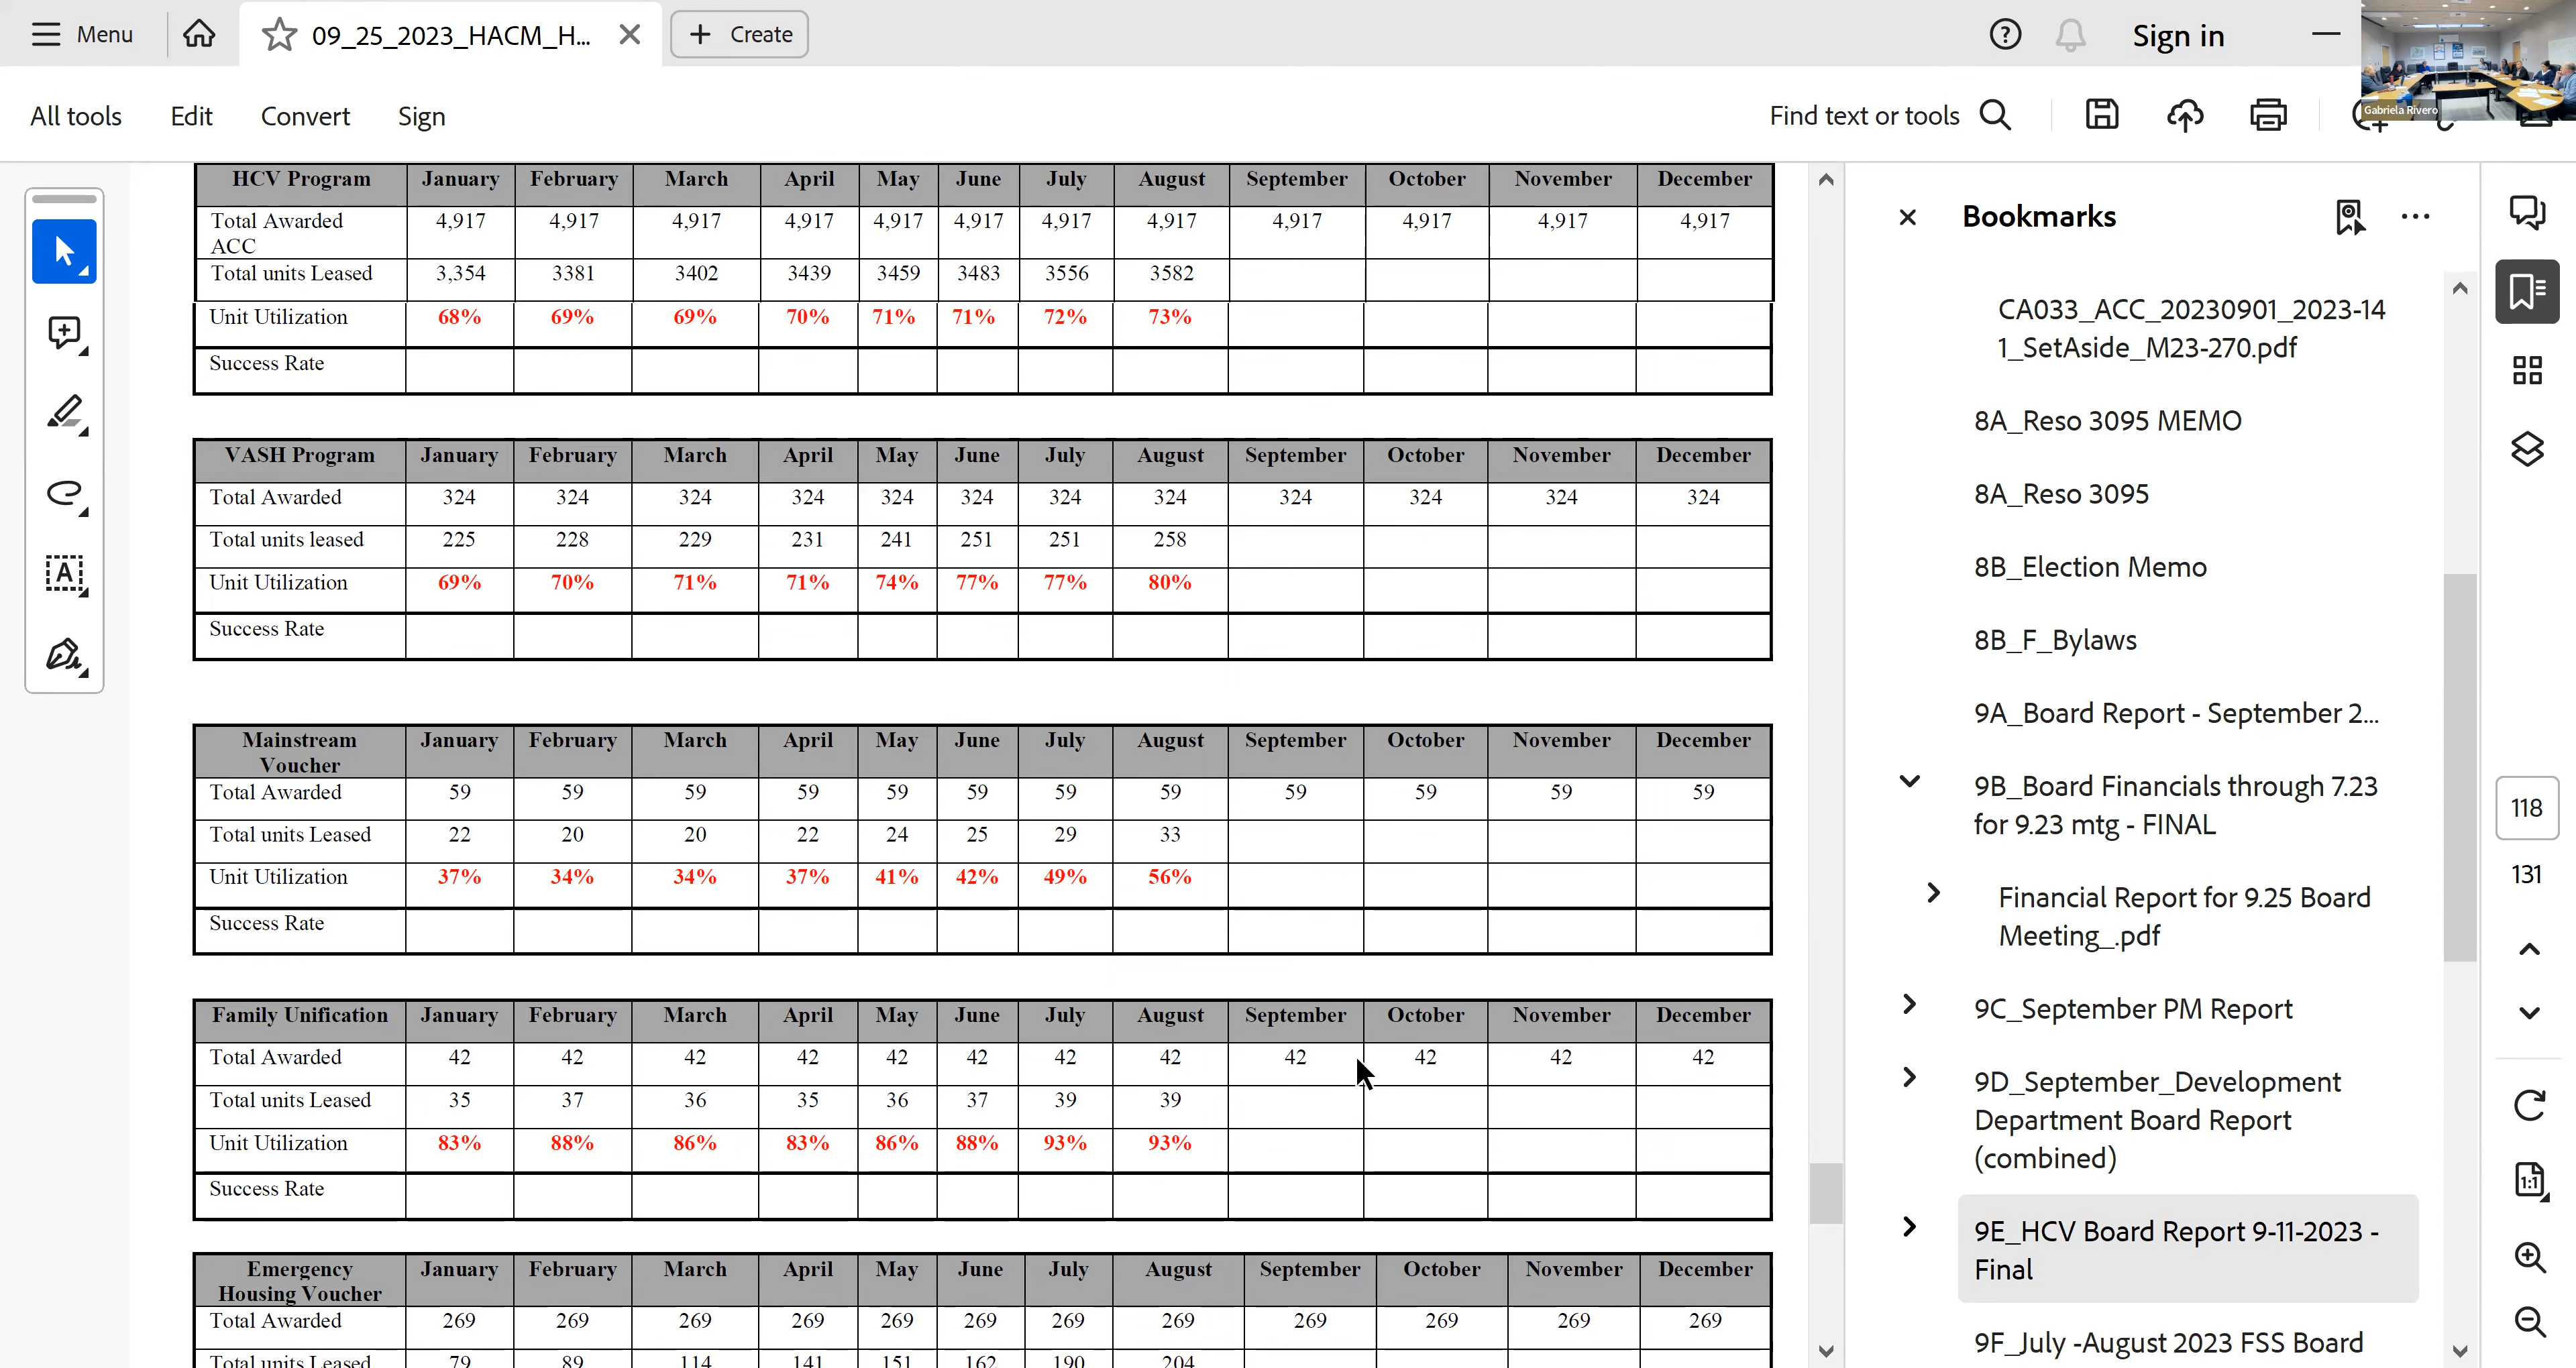 Menu
09_25_2023_HACM_H...
Create
Sign in
All tools Edit Convert Sign
Find text or tools
Gabriela Rivero
HCV Program January February March April May June July August September October November December
Total Awarded ACC 4,917 4,917 4,917 4,917 4,917 4,917 4,917 4,917 4,917 4,917 4,917 4,917
Total units Leased 3,354 3381 3402 3439 3459 3483 3556 3582
Unit Utilization 68% 69% 69% 70% 71% 71% 72% 73%
Success Rate
VASH Program January February March April May June July August September October November December
Total Awarded 324 324 324 324 324 324 324 324 324 324 324 324
Total units leased 225 228 229 231 241 251 251 258
Unit Utilization 69% 70% 71% 71% 74% 77% 77% 80%
Success Rate
Mainstream Voucher January February March April May June July August September October November December
Total Awarded 59 59 59 59 59 59 59 59 59 59 59 59
Total units Leased 22 20 20 22 24 25 29 33
Unit Utilization 37% 34% 34% 37% 41% 42% 49% 56%
Success Rate
Family Unification January February March April May June July August September October November December
Total Awarded 42 42 42 42 42 42 42 42 42 42 42 42
Total units Leased 35 37 36 35 36 37 39 39
Unit Utilization 83% 88% 86% 83% 86% 88% 93% 93%
Success Rate
Emergency Housing Voucher January February March April May June July August September October November December
Total Awarded 269 269 269 269 269 269 269 269 269 269 269 269
Total units Leased 79 89 114 141 151 162 190 204
Bookmarks
CA033_ACC_20230901_2023-14
1_SetAside_M23-270.pdf
8A_Reso 3095 MEMO
8A_Reso 3095
8B_Election Memo
8B_F_Bylaws
9A_Board Report - September 2...
9B_Board Financials through 7.23
for 9.23 mtg - FINAL
Financial Report for 9.25 Board
Meeting_.pdf
9C_September PM Report
9D_September_Development
Department Board Report
(combined)
9E_HCV Board Report 9-11-2023 -
Final
9F_July -August 2023 FSS Board
118
131
1:1